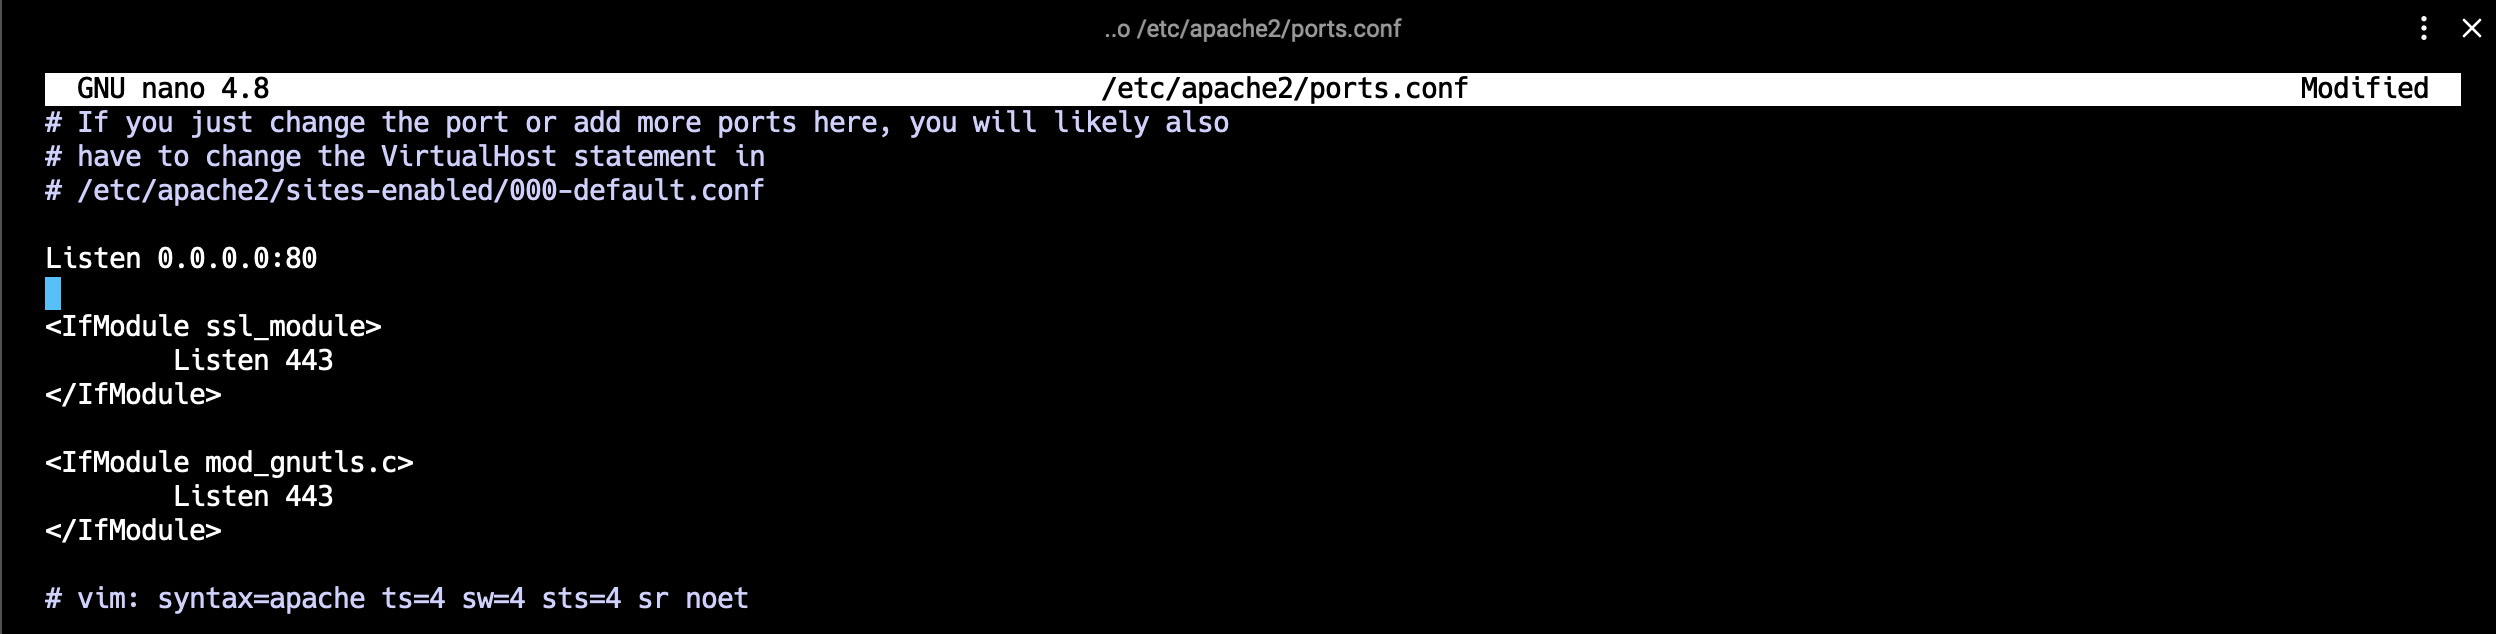 ..o /etc/apache2/ports.conf
GNU nano 4.8 /etc/apache2/ports.conf Modified
# If you just change the port or add more ports here, you will likely also
# have to change the VirtualHost statement in
# /etc/apache2/sites-enabled/000-default.conf
Listen 0.0.0.0:80
<IfModule ssl_module>
Listen 443
</IfModule>
<IfModule mod_gnutls.c>
Listen 443
</IfModule>
# vim: syntax=apache ts=4 sw=4 sts=4 sr noet